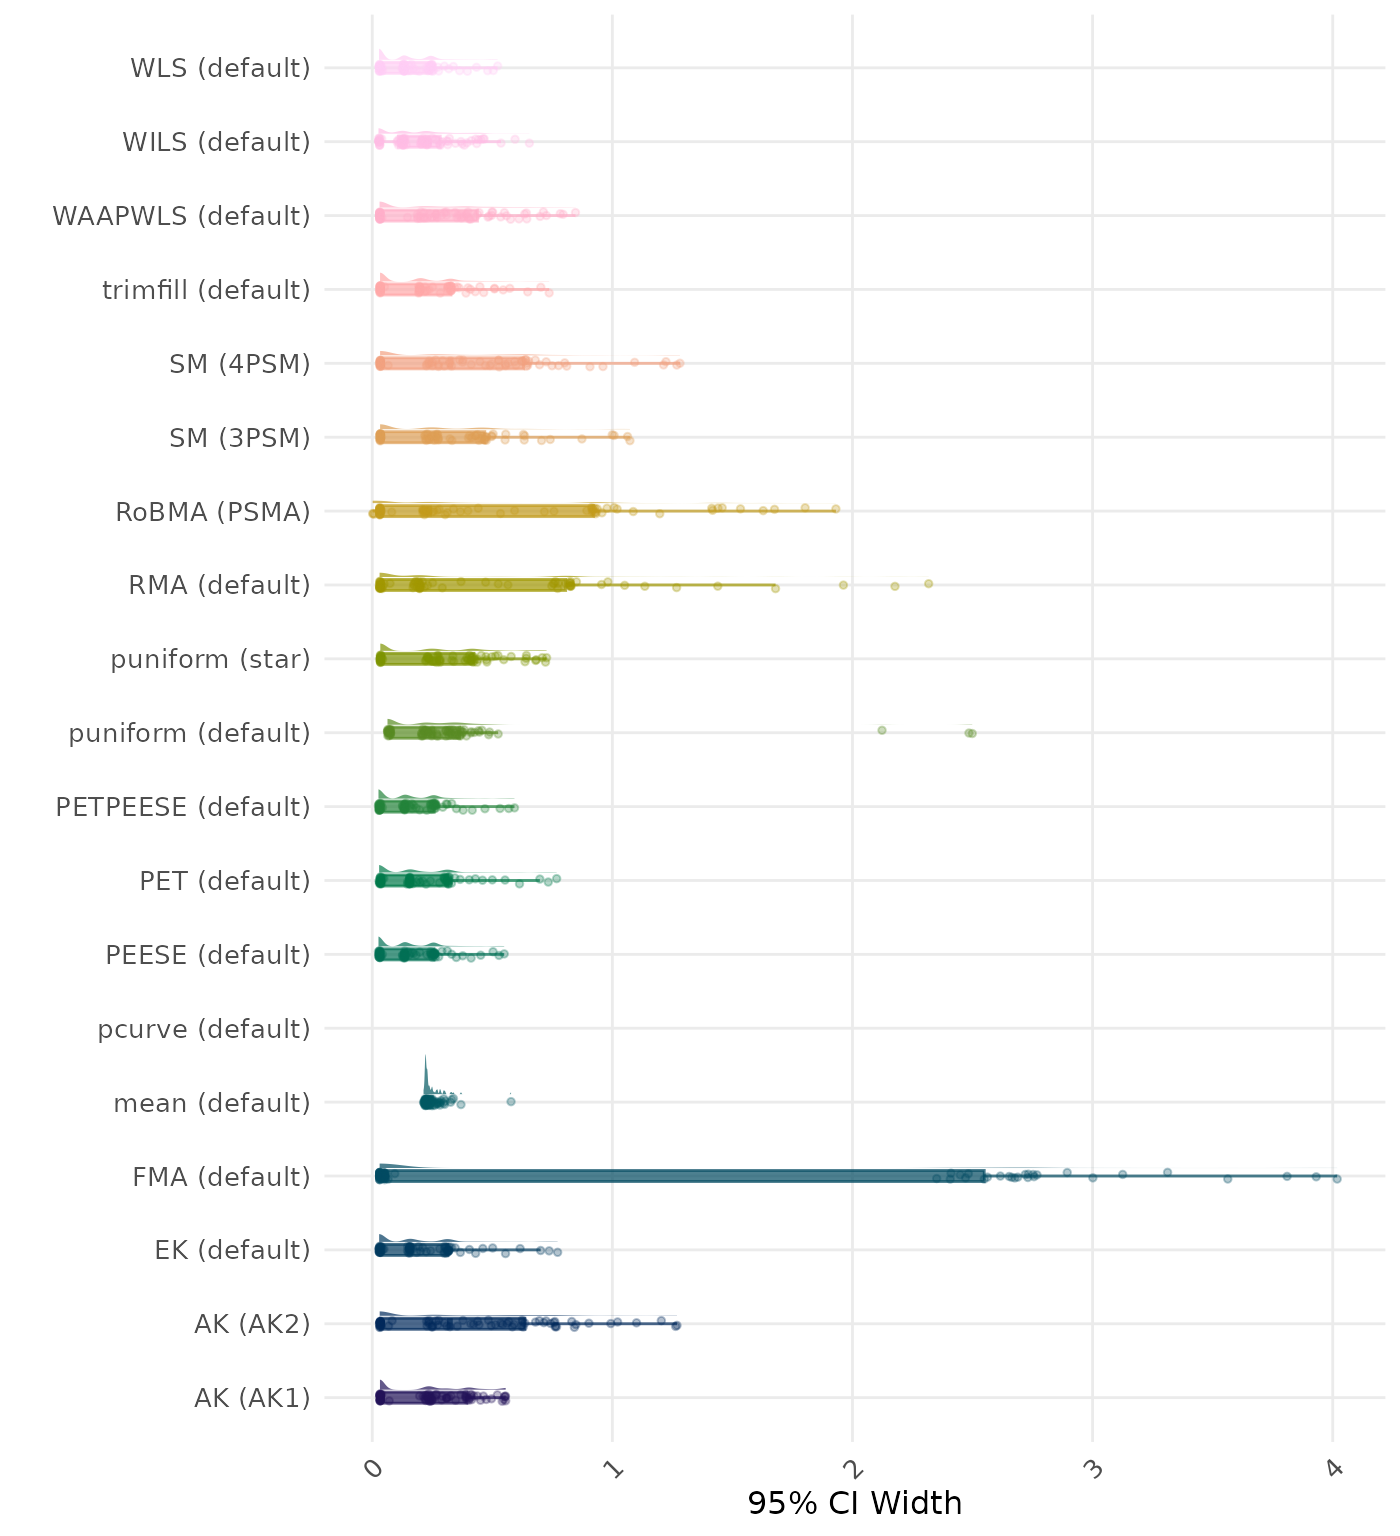 WLS (default)
WILS (default)
WAAPWLS (default)
trimfill (default)
SM (4PSM)
SM (3PSM)
RoBMA (PSMA)
RMA (default)
puniform (star)
puniform (default)
PETPEESE (default)
PET (default)
PEESE (default)
pcurve (default)
mean (default)
FMA (default)
EK (default)
AK (AK2)
AK (AK1)
0 1 2 3 4
95% CI Width